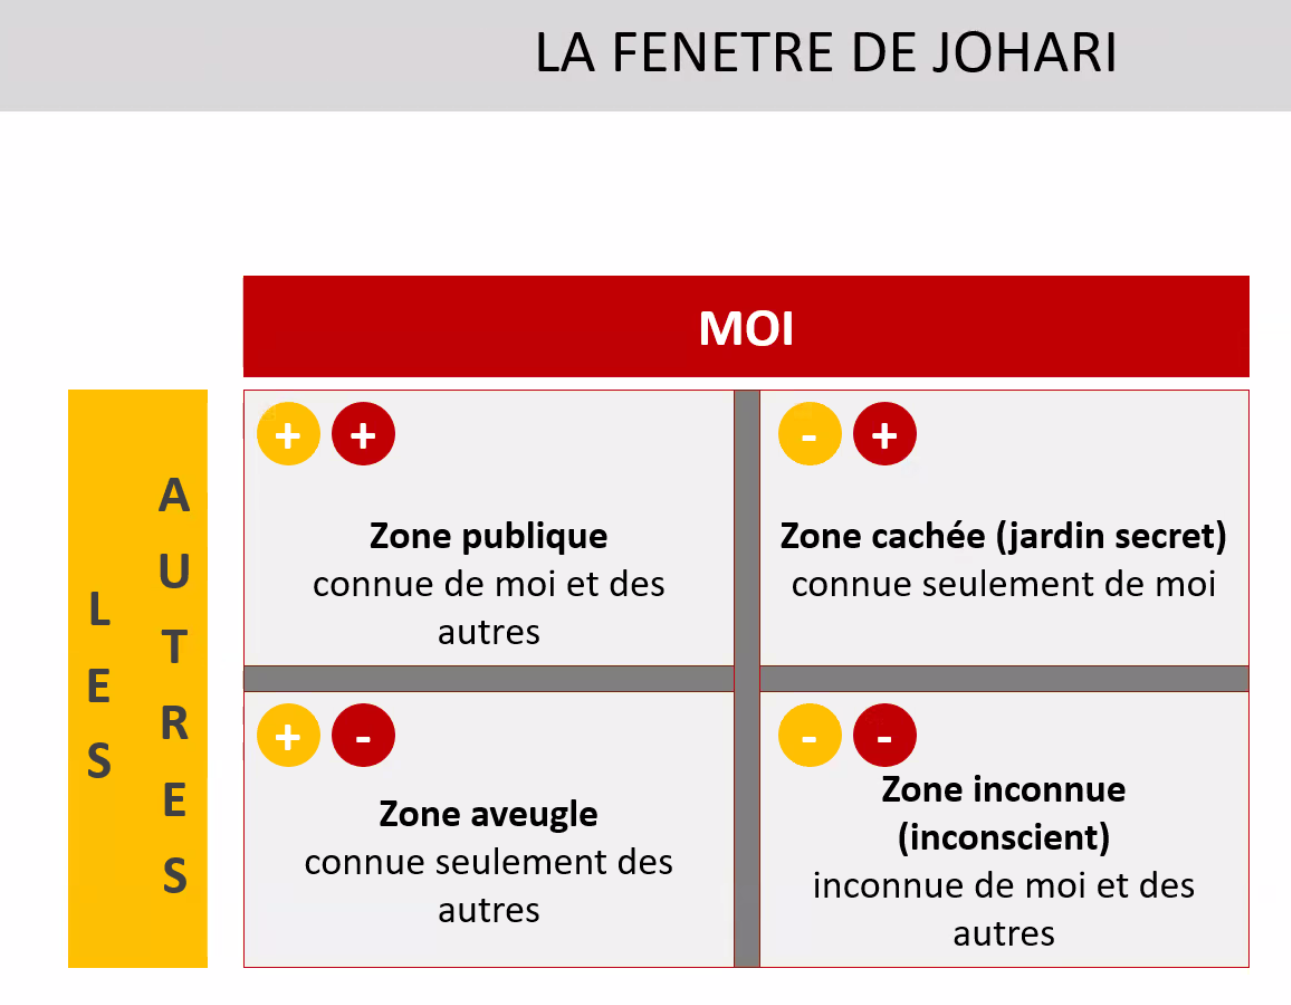 LA FENETRE DE JOHARI
MOI
LES
AUTRES
+ +
Zone publique
connue de moi et des
autres
- +
Zone cachée (jardin secret)
connue seulement de moi
+ -
Zone aveugle
connue seulement des
autres
- -
Zone inconnue
(inconscient)
inconnue de moi et des
autres